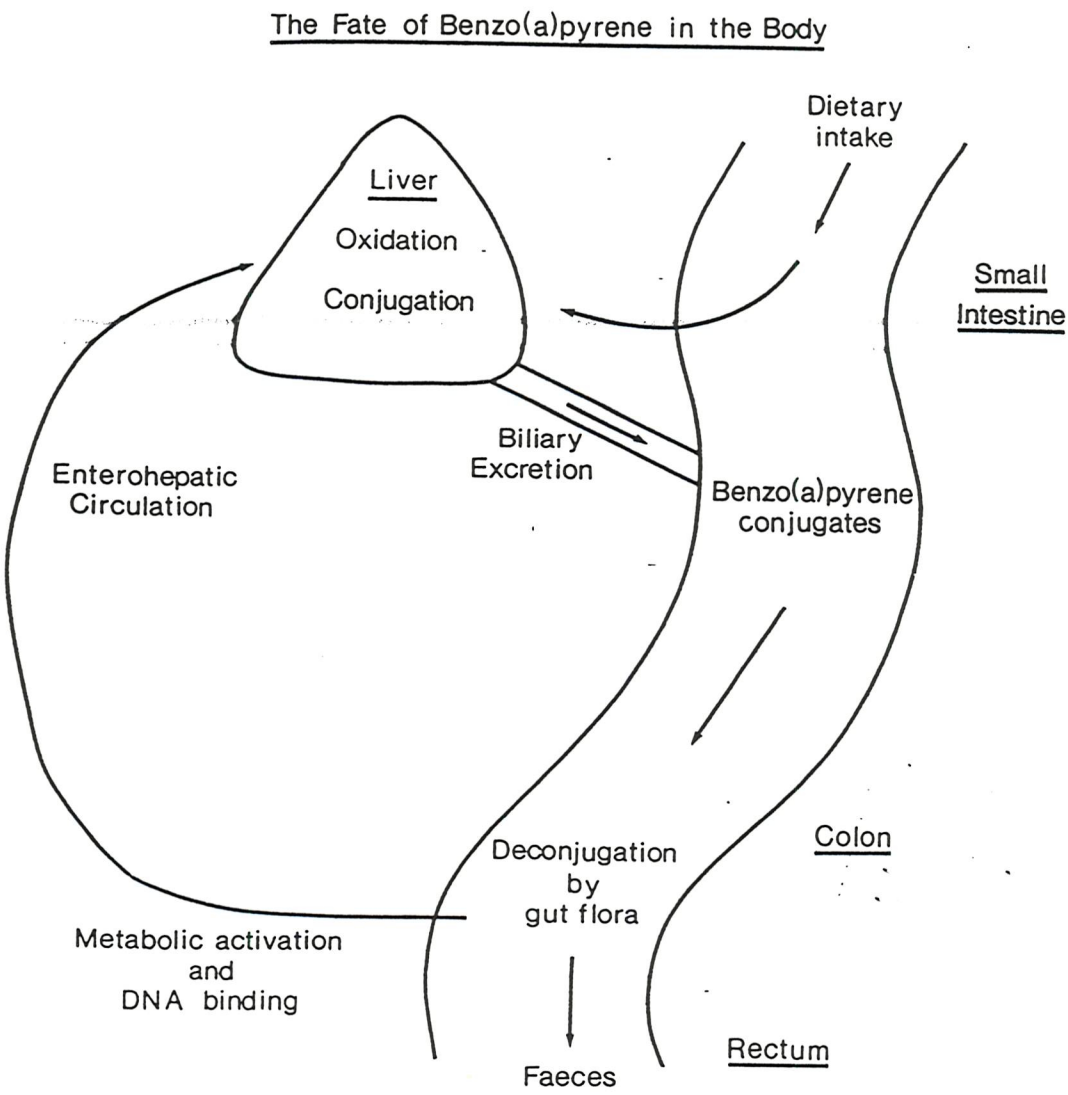 The Fate of Benzo(a)pyrene in the Body
Dietary
intake
Liver
Oxidation
Conjugation
Small
Intestine
Biliary
Excretion
Enterohepatic
Circulation
Benzo(a)pyrene
conjugates
Colon
Deconjugation
by
gut flora
Metabolic activation
and
DNA binding
Rectum
Faeces